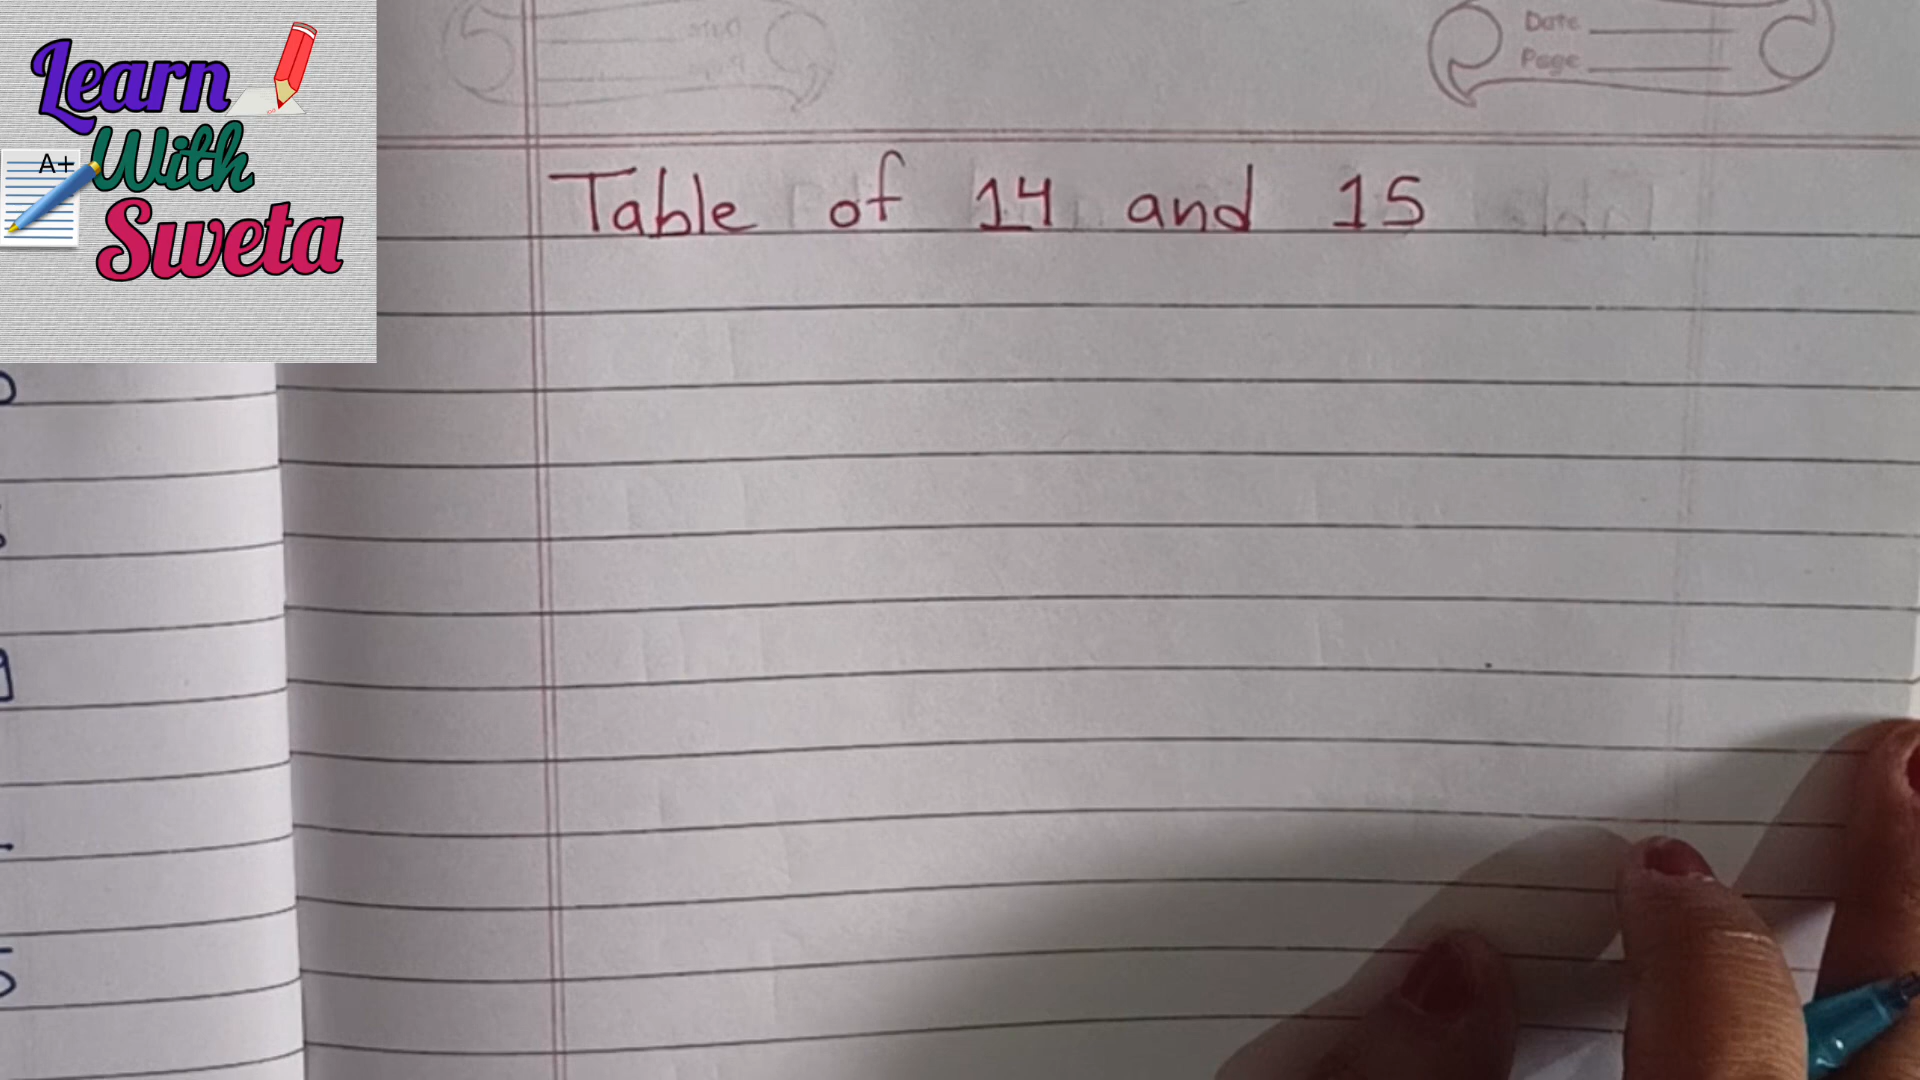 Learn
With
A+
Sweta
Date
Page
Table of 14 and 15